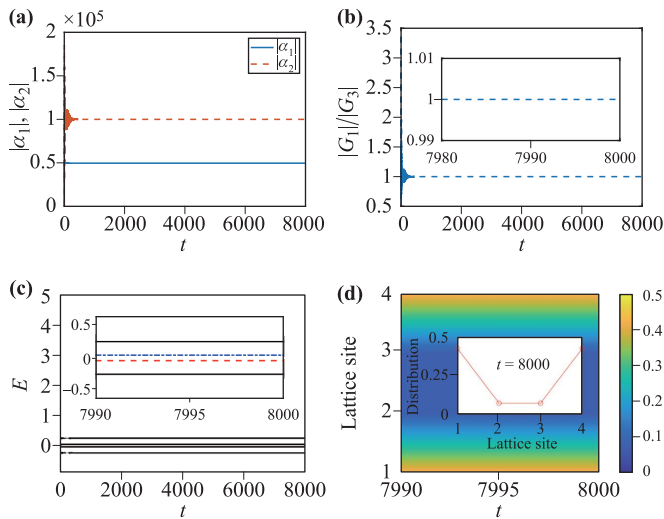 (a)
2 ×10⁵
1.5
1.0
0.5
0
|α₁|, |α₂|
|α₁|
|α₂|
0 2000 4000 6000 8000
t
(b)
3.5
3
2.5
2
1.5
1
0.5
|G₁|/|G₃|
1.01
1
0.99
7980 7990 8000
0 2000 4000 6000 8000
t
(c)
5
4
3
2
1
0
E
0.5
0
−0.5
7990 7995 8000
0 2000 4000 6000 8000
t
(d)
4
3
2
1
Lattice site
0.5
0.25
0
Distribution
t = 8000
1 2 3 4
Lattice site
7990 7995 8000
t
0.5
0.4
0.3
0.2
0.1
0